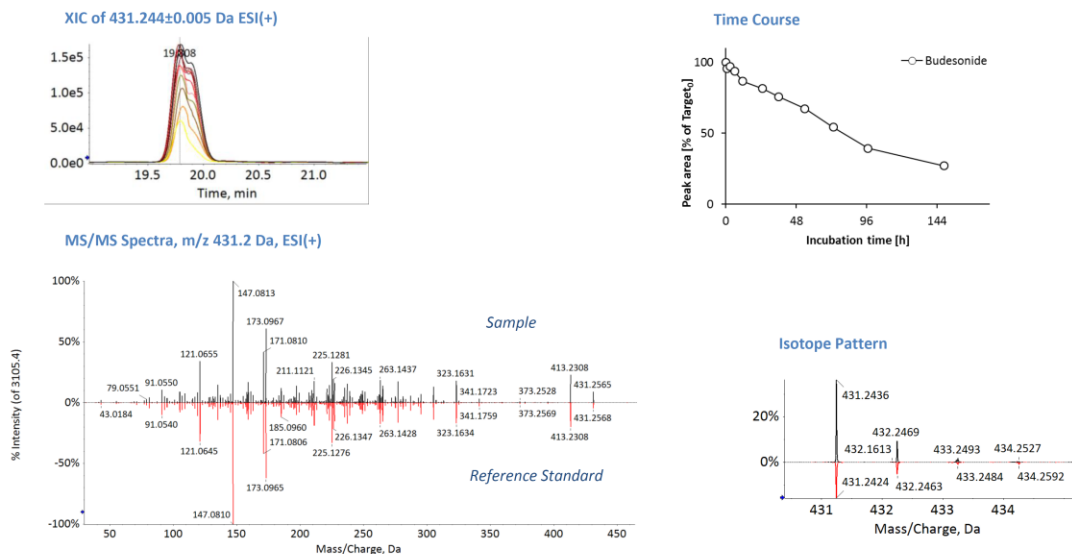 XIC of 431.244±0.005 Da ESI(+)
1.5e5
1.0e5
5.0e4
0.0e0
19.808
19.5 20.0 20.5 21.0
Time, min
Time Course
Peak area [% of Target₀]
100
50
0
Budesonide
0 48 96 144
Incubation time [h]
MS/MS Spectra, m/z 431.2 Da, ESI(+)
% Intensity (of 3105.4)
100%
50%
0%
-50%
-100%
147.0813
173.0967
171.0810
Sample
121.0655
225.1281
79.0551
91.0550
211.1121
226.1345
263.1437
323.1631
341.1723
373.2528
413.2308
431.2565
43.0184
91.0540
121.0645
185.0960
171.0806
226.1347
225.1276
263.1428
341.1759
323.1634
373.2569
431.2568
413.2308
173.0965
Reference Standard
147.0810
50 100 150 200 250 300 350 400 450
Mass/Charge, Da
Isotope Pattern
20%
0%
431.2436
432.2469
432.1613
433.2493
434.2527
431.2424
432.2463
433.2484
434.2592
431 432 433 434
Mass/Charge, Da